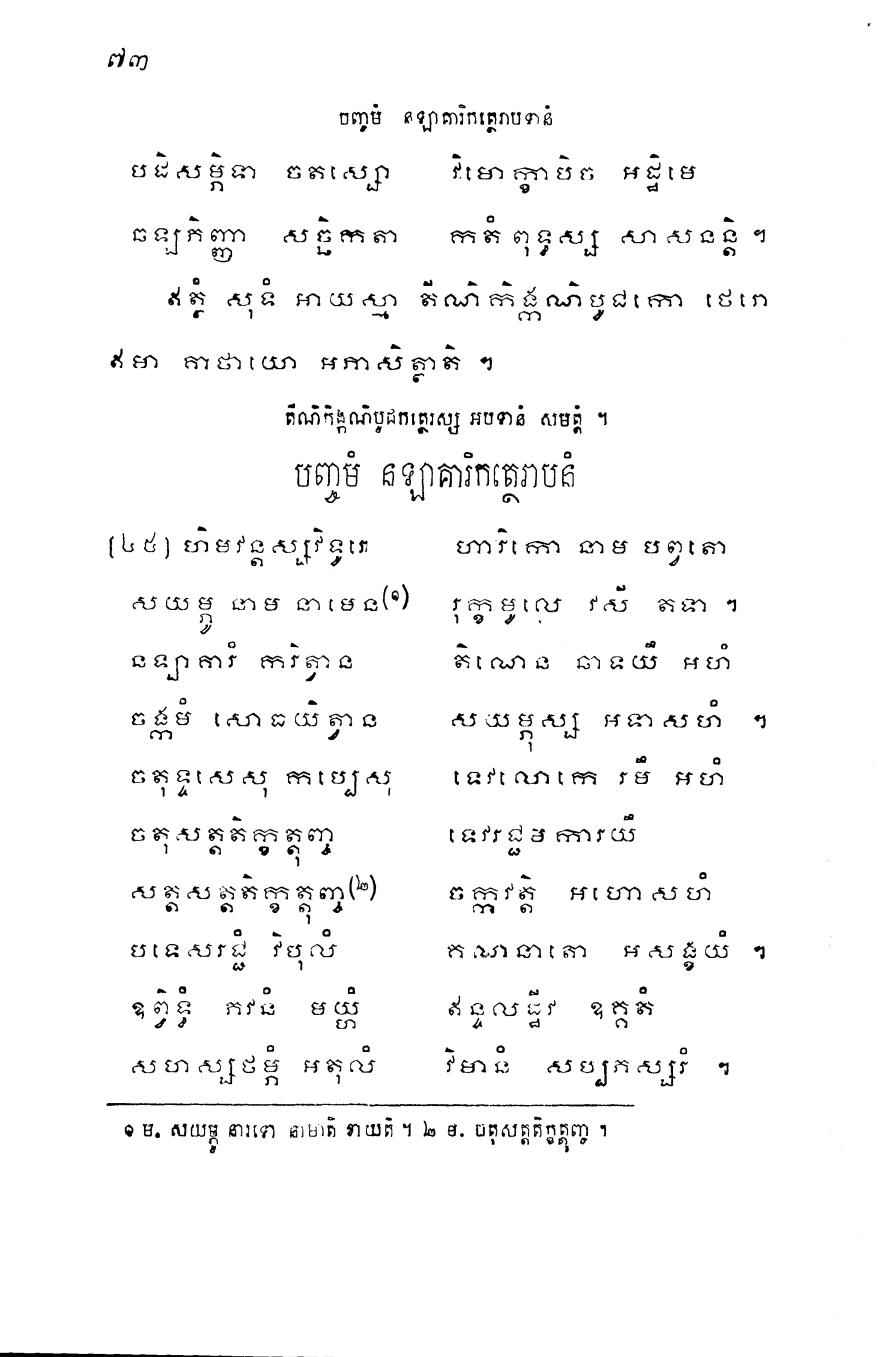 ៧៣
បញ្ចមំ នឡាគារិកត្ថេរាបទានំ
បដិសម្ភិទា ចតស្សោ វិមោក្ខាបិច អដ្ឋិមេ
ឆឡភិញ្ញា សច្ឆិកតា កតំ ពុទ្ធស្ស សាសនន្តិ ។
ឥត្ថំ សុទំ អាយស្មា តីណិកិង្កណិបូជកោ ថេរោ
ឥមា គាថាយោ អភាសិត្ថាតិ ។
តីណិកិង្កណិបូជកត្ថេរស្ស អបទានំ សមត្តំ ។
បញ្ចមំ នឡាគារិកត្ថេរាបនំ
[៤៥] ហិមវន្តស្សវិទូរេ ហារិកោ នាម បព្វតោ
សយម្ភូ នាម នាមេន(១) រុក្ខមូលេ វសី តទា ។
នឡាគារំ ករិត្វាន តិណេន ឆាទយឹ អហំ
ចង្កមំ សោធយិត្វាន សយម្ភុស្ស អទាសហំ ។
ចតុទ្ទសេសុ កប្បេសុ ទេវលោកេ រមឹ អហំ
ចតុសត្តតិក្ខត្តុញ្ច ទេវរជ្ជមការយឹ
សត្តសត្តតិក្ខត្តុញ្ច(២) ចក្កវត្តិ អហោសហំ
បទេសរជ្ជំ វិបុលំ គណនាតោ អសង្ខយំ ។
ឧព្វិទ្ធំ ភវនំ មយ្ហំ ឥន្ទលដ្ឋីវ ឧគ្គតំ
សហស្សថម្ភំ អតុលំ វិមានំ សប្បភស្សរំ ។
១ ម. សយម្ភូ នារទោ នាមាតិ ទាយតិ ។ ២ ម. ចតុសត្តតិក្ខត្តុញ្ច ។